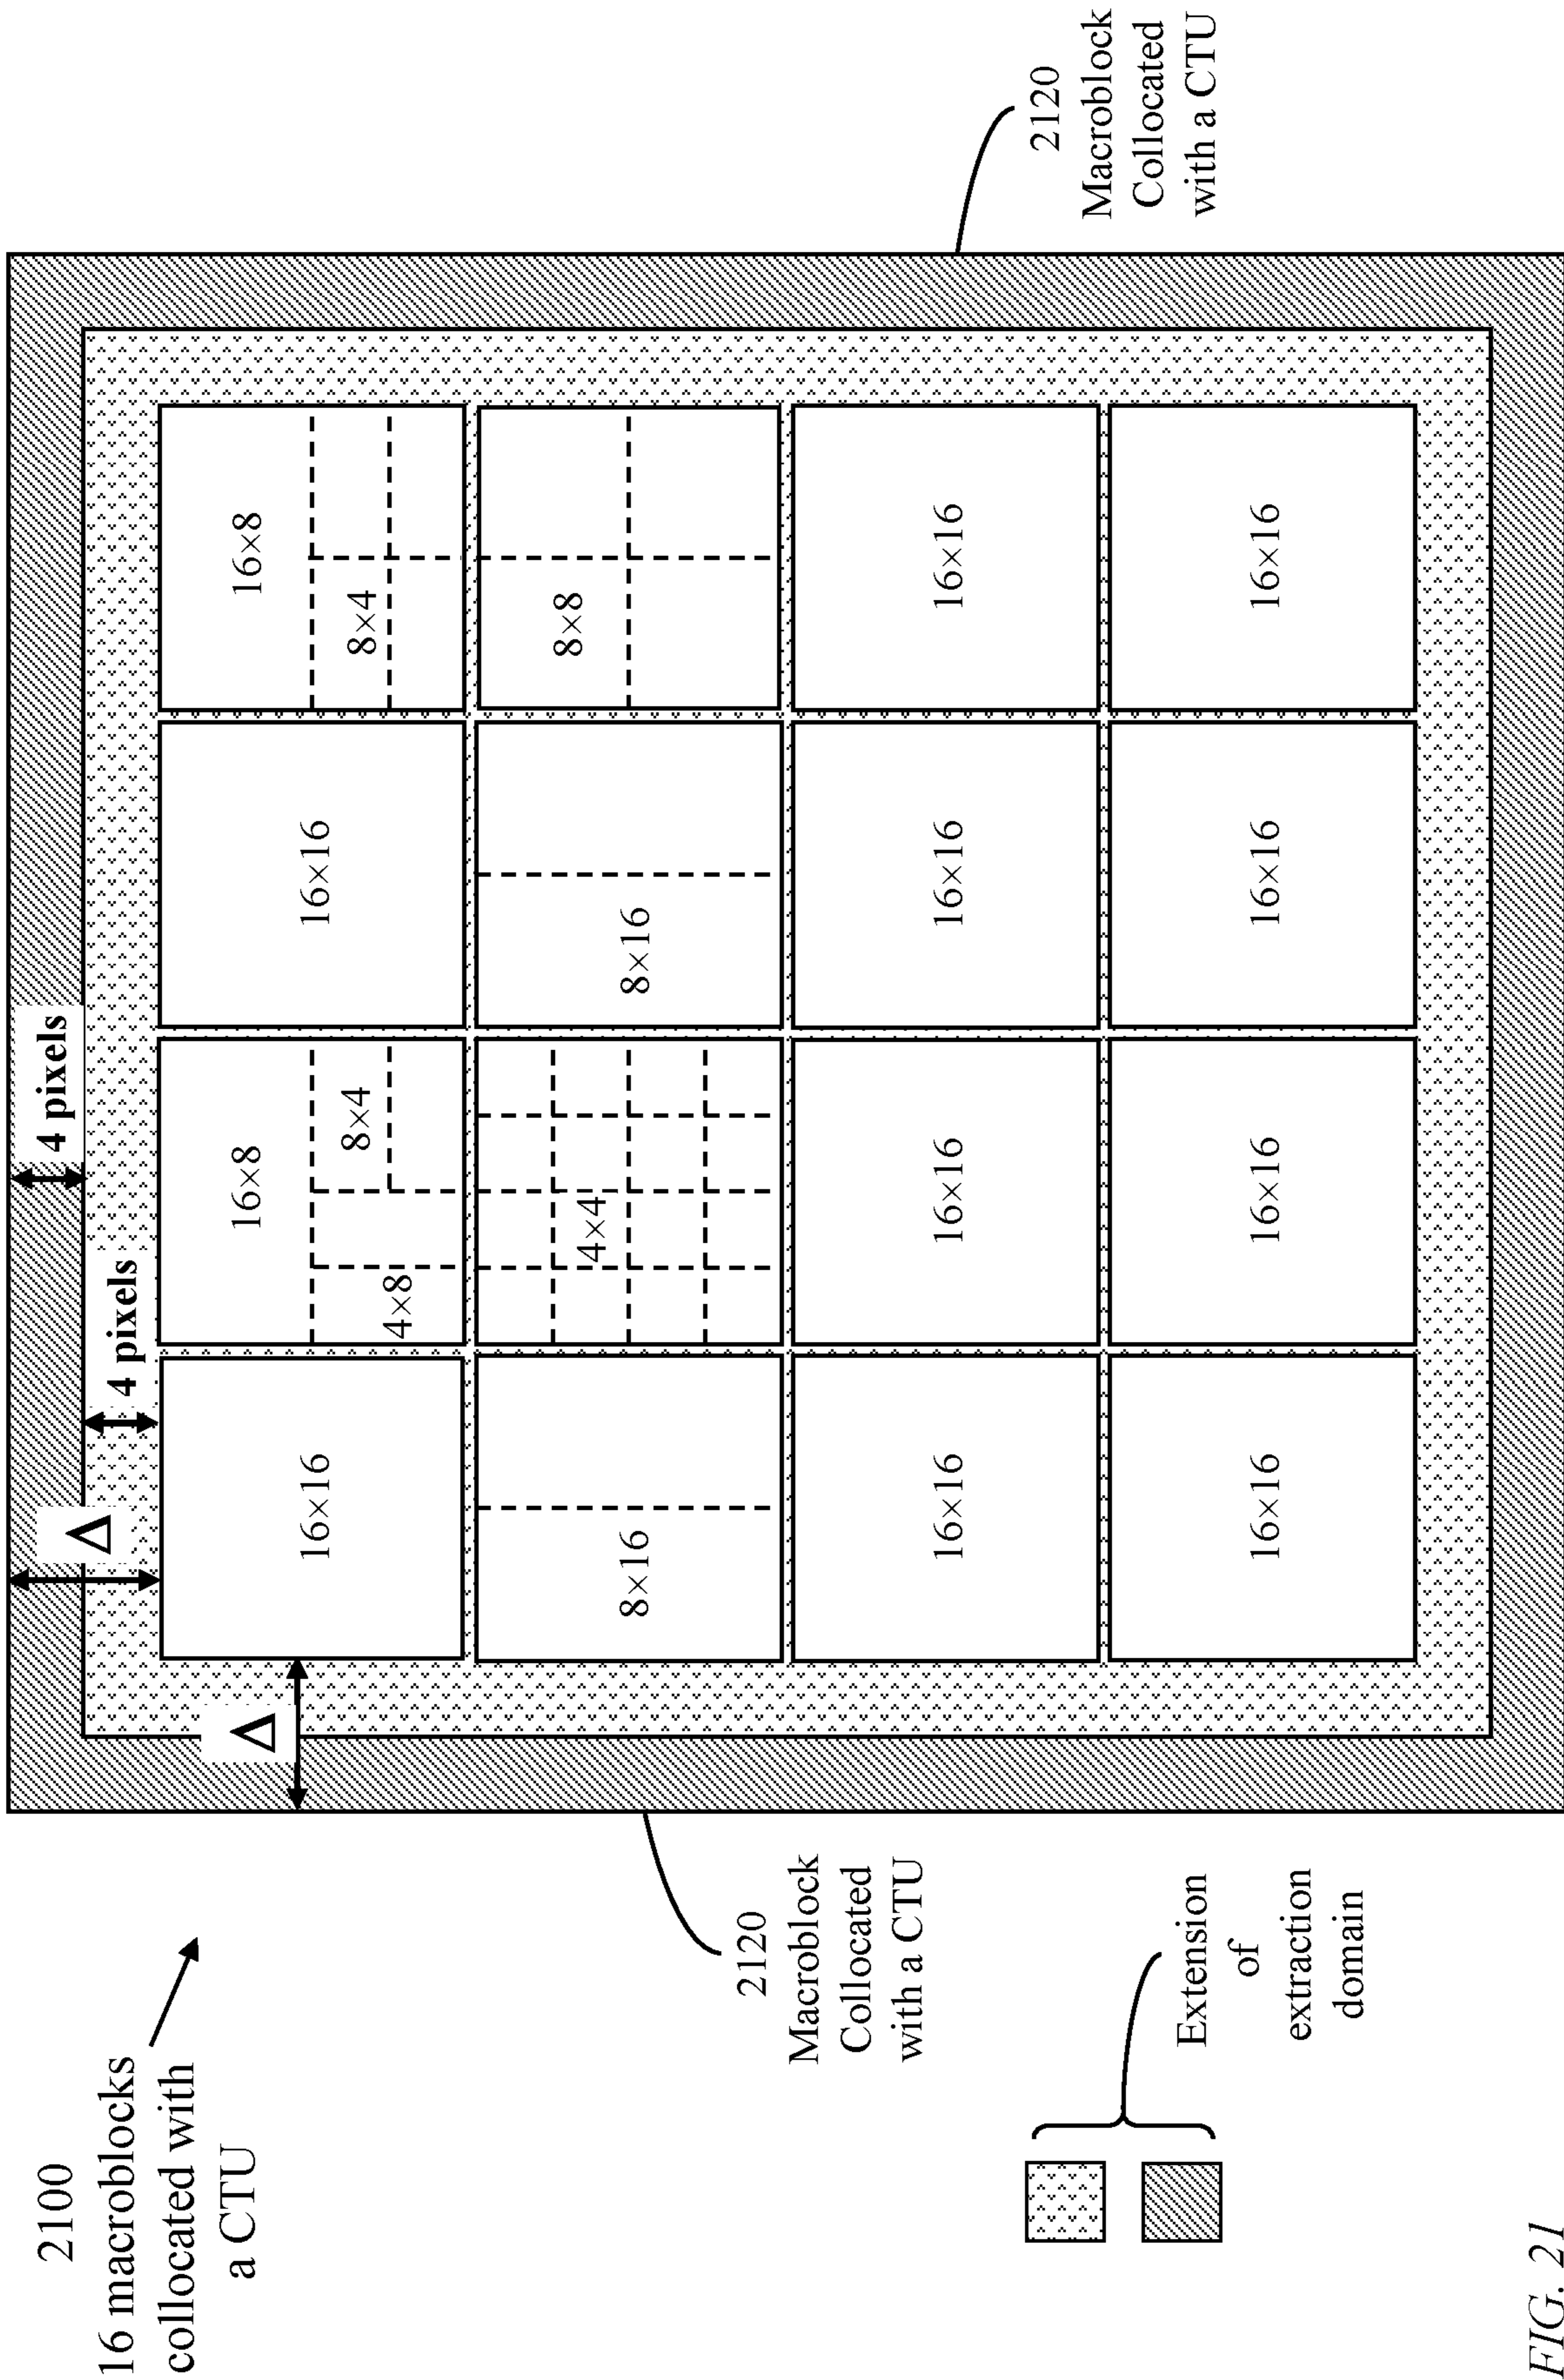 2100
16 macroblocks
collocated with
a CTU
4 pixels
Δ
4 pixels
Δ
16×16
16×8
4×8
8×4
16×16
16×8
8×4
8×16
4×4
8×16
8×8
16×16
16×16
16×16
16×16
16×16
16×16
16×16
16×16
2120
Macroblock
Collocated
with a CTU
2120
Macroblock
Collocated
with a CTU
Extension
of
extraction
domain
FIG. 21